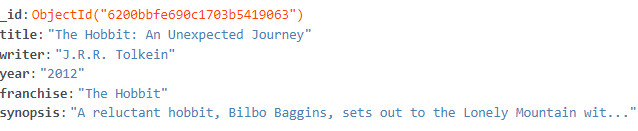 _id: ObjectId("6200bbfe690c1703b5419063")
title: "The Hobbit: An Unexpected Journey"
writer: "J.R.R. Tolkein"
year: "2012"
franchise: "The Hobbit"
synopsis: "A reluctant hobbit, Bilbo Baggins, sets out to the Lonely Mountain wit..."